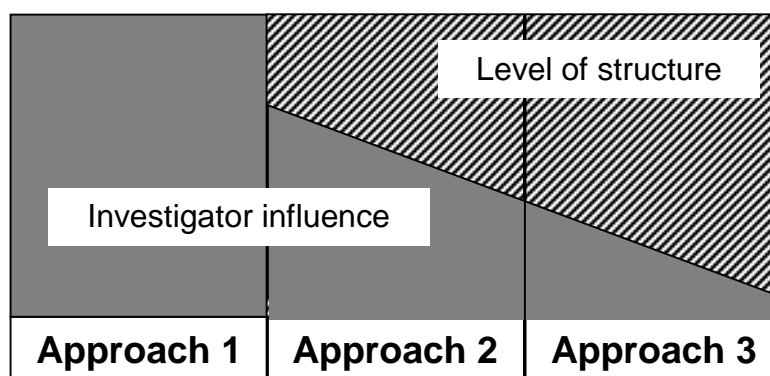 Level of structure
Investigator influence
Approach 1 Approach 2 Approach 3